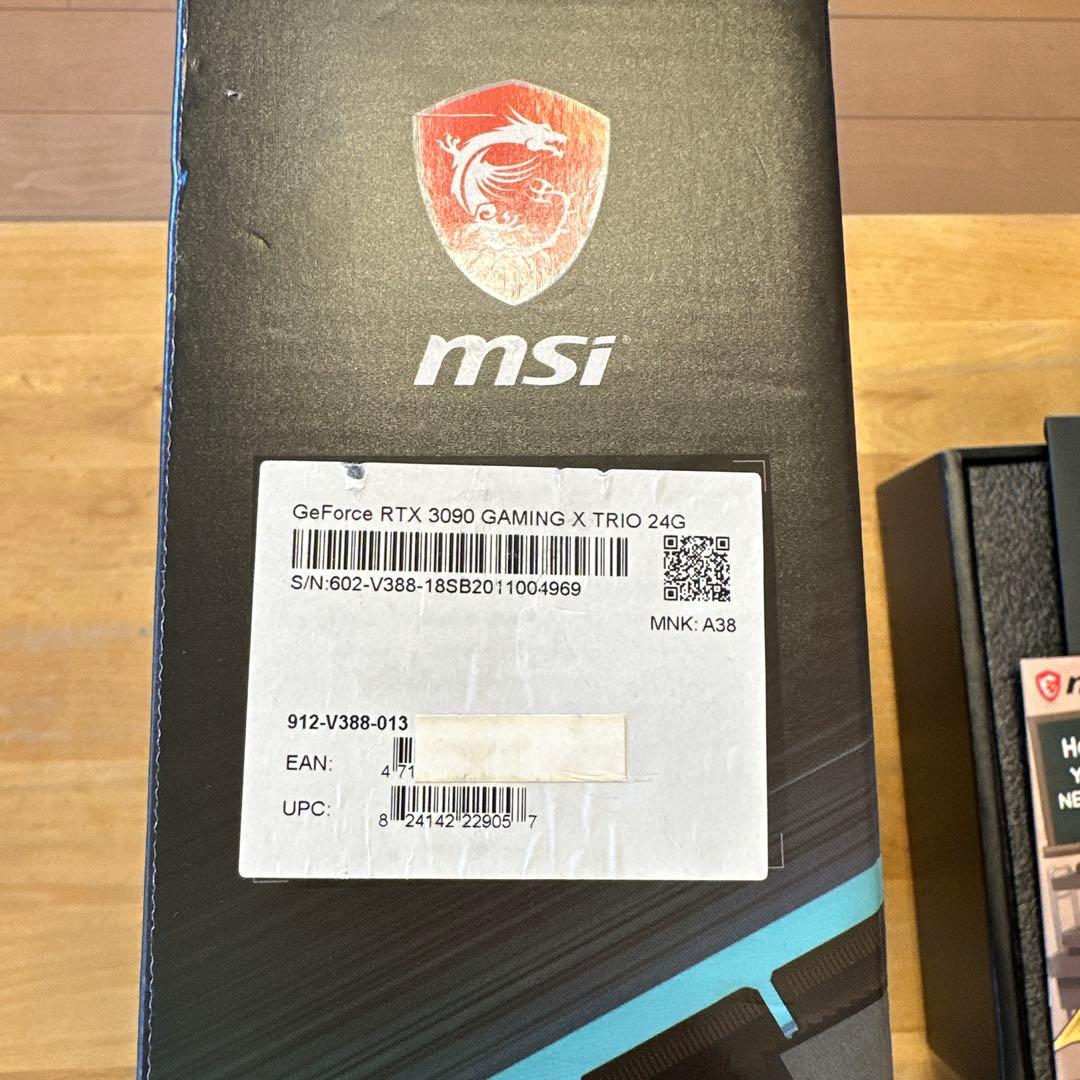 msi
GeForce RTX 3090 GAMING X TRIO 24G
S/N:602-V388-18SB2011004969
MNK: A38
912-V388-013
EAN:
4 71
UPC:
8 24142 22905 7